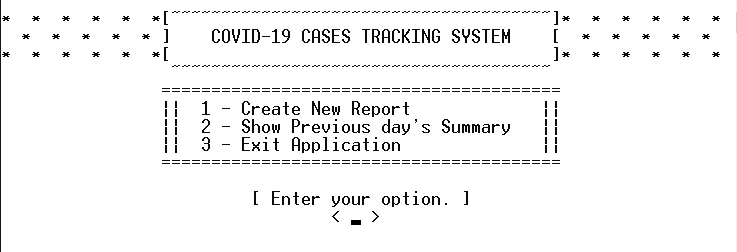 * * * * *[~~~~~~~~~~~~~~~~~~~~~~~~~~~~~~~~~~~~~~]* * * * *
* * * * ] COVID-19 CASES TRACKING SYSTEM [ * * * *
* * * * *[~~~~~~~~~~~~~~~~~~~~~~~~~~~~~~~~~~~~~~]* * * * *
========================================
|| 1 - Create New Report ||
|| 2 - Show Previous day's Summary ||
|| 3 - Exit Application ||
========================================
[ Enter your option. ]
< _ >